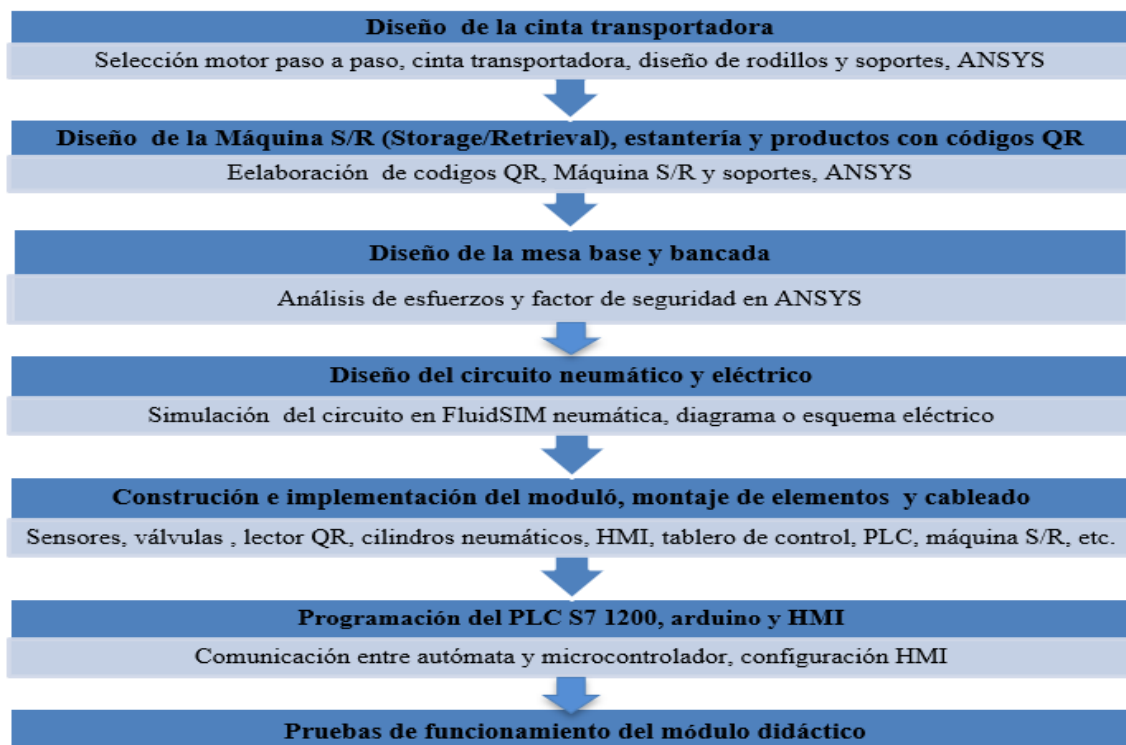 Diseño de la cinta transportadora
Selección motor paso a paso, cinta transportadora, diseño de rodillos y soportes, ANSYS
Diseño de la Máquina S/R (Storage/Retrieval), estantería y productos con códigos QR
Eelaboración de codigos QR, Máquina S/R y soportes, ANSYS
Diseño de la mesa base y bancada
Análisis de esfuerzos y factor de seguridad en ANSYS
Diseño del circuito neumático y eléctrico
Simulación del circuito en FluidSIM neumática, diagrama o esquema eléctrico
Construción e implementación del moduló, montaje de elementos y cableado
Sensores, válvulas , lector QR, cilindros neumáticos, HMI, tablero de control, PLC, máquina S/R, etc.
Programación del PLC S7 1200, arduino y HMI
Comunicación entre autómata y microcontrolador, configuración HMI
Pruebas de funcionamiento del módulo didáctico